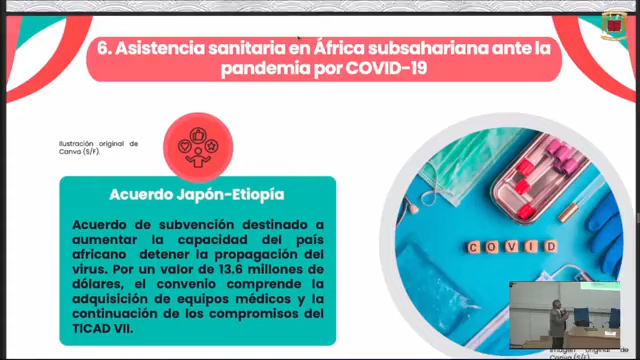 6. Asistencia sanitaria en África subsahariana ante la
pandemia por COVID-19
Ilustración original de
Canva (S/F).
Acuerdo Japón-Etiopía
Acuerdo de subvención destinado a
aumentar la capacidad del país
africano detener la propagación del
virus. Por un valor de 13.6 millones de
dólares, el convenio comprende la
adquisición de equipos médicos y la
continuación de los compromisos del
TICAD VII.
COVID
Imagen original de
Canva (S/F).